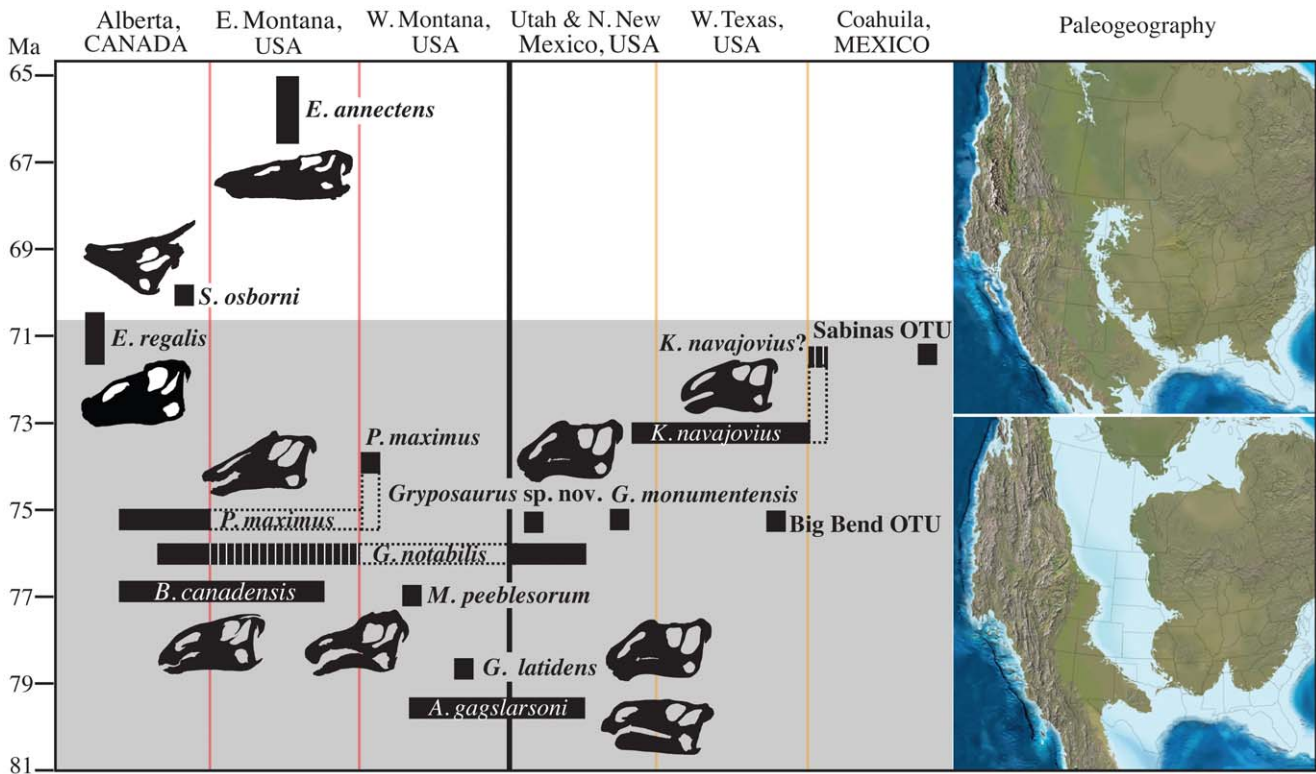 Alberta, CANADA
E. Montana, USA
W. Montana, USA
Utah & N. New Mexico, USA
W. Texas, USA
Coahuila, MEXICO
Paleogeography
Ma
65
67
69
71
73
75
77
79
81
E. annectens
S. osborni
E. regalis
Sabinas OTU
K. navajovius?
K. navajovius
P. maximus
Gryposaurus sp. nov.
G. monumentensis
P. maximus
Big Bend OTU
G. notabilis
B. canadensis
M. peeblesorum
G. latidens
A. gagslarsoni